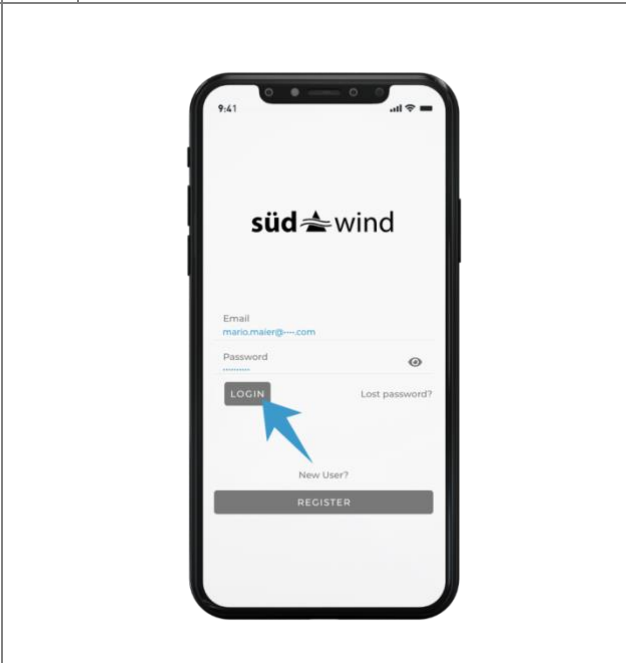 9:41
süd wind
Email
mario.maier@----.com
Password
..........
LOGIN
Lost password?
New User?
REGISTER